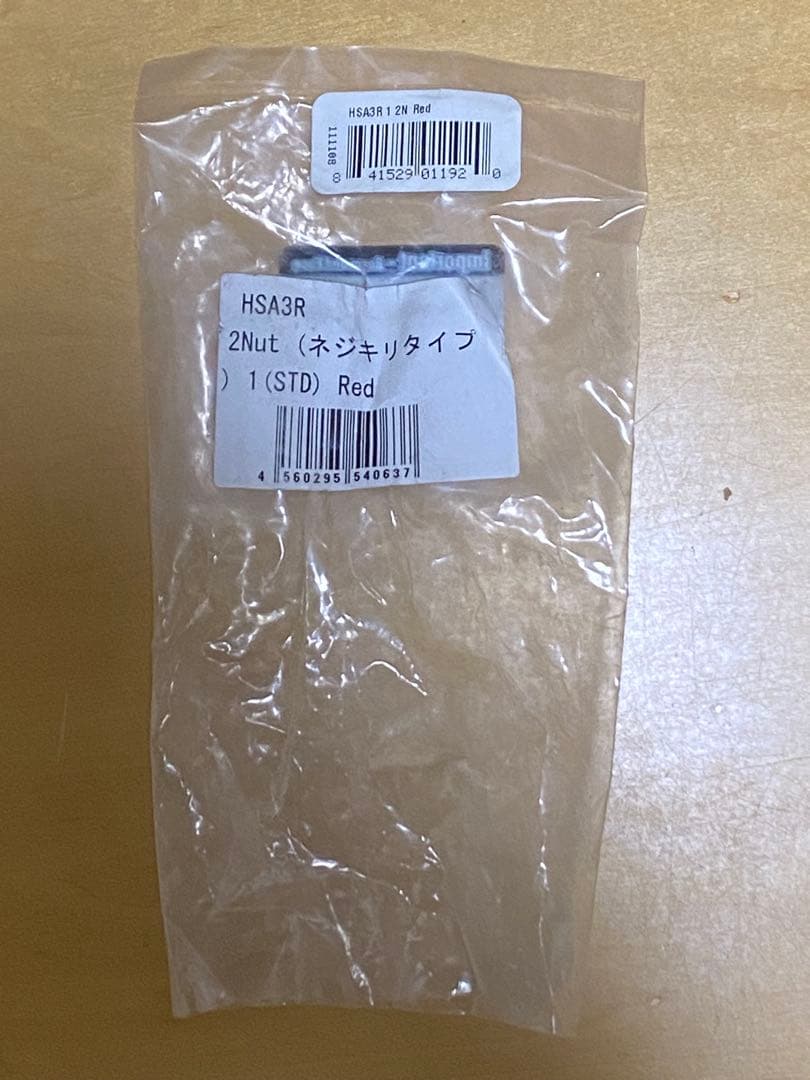 HSA3R 1 2N Red
111108
8 41529 01192 0
HSA3R
2Nut (ネジキリタイプ
) 1(STD) Red
4 560295 540637